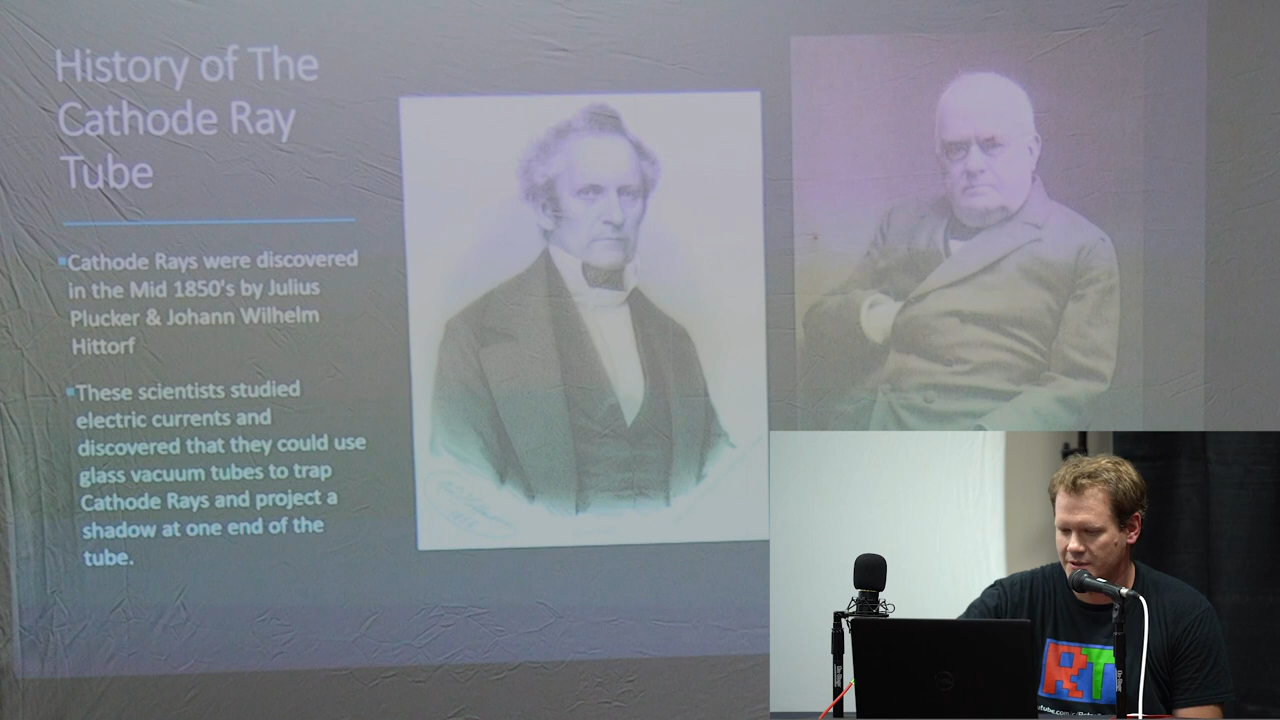 History of The
Cathode Ray
Tube
Cathode Rays were discovered
in the Mid 1850's by Julius
Plucker & Johann Wilhelm
Hittorf
These scientists studied
electric currents and
discovered that they could use
glass vacuum tubes to trap
Cathode Rays and project a
shadow at one end of the
tube.
RT